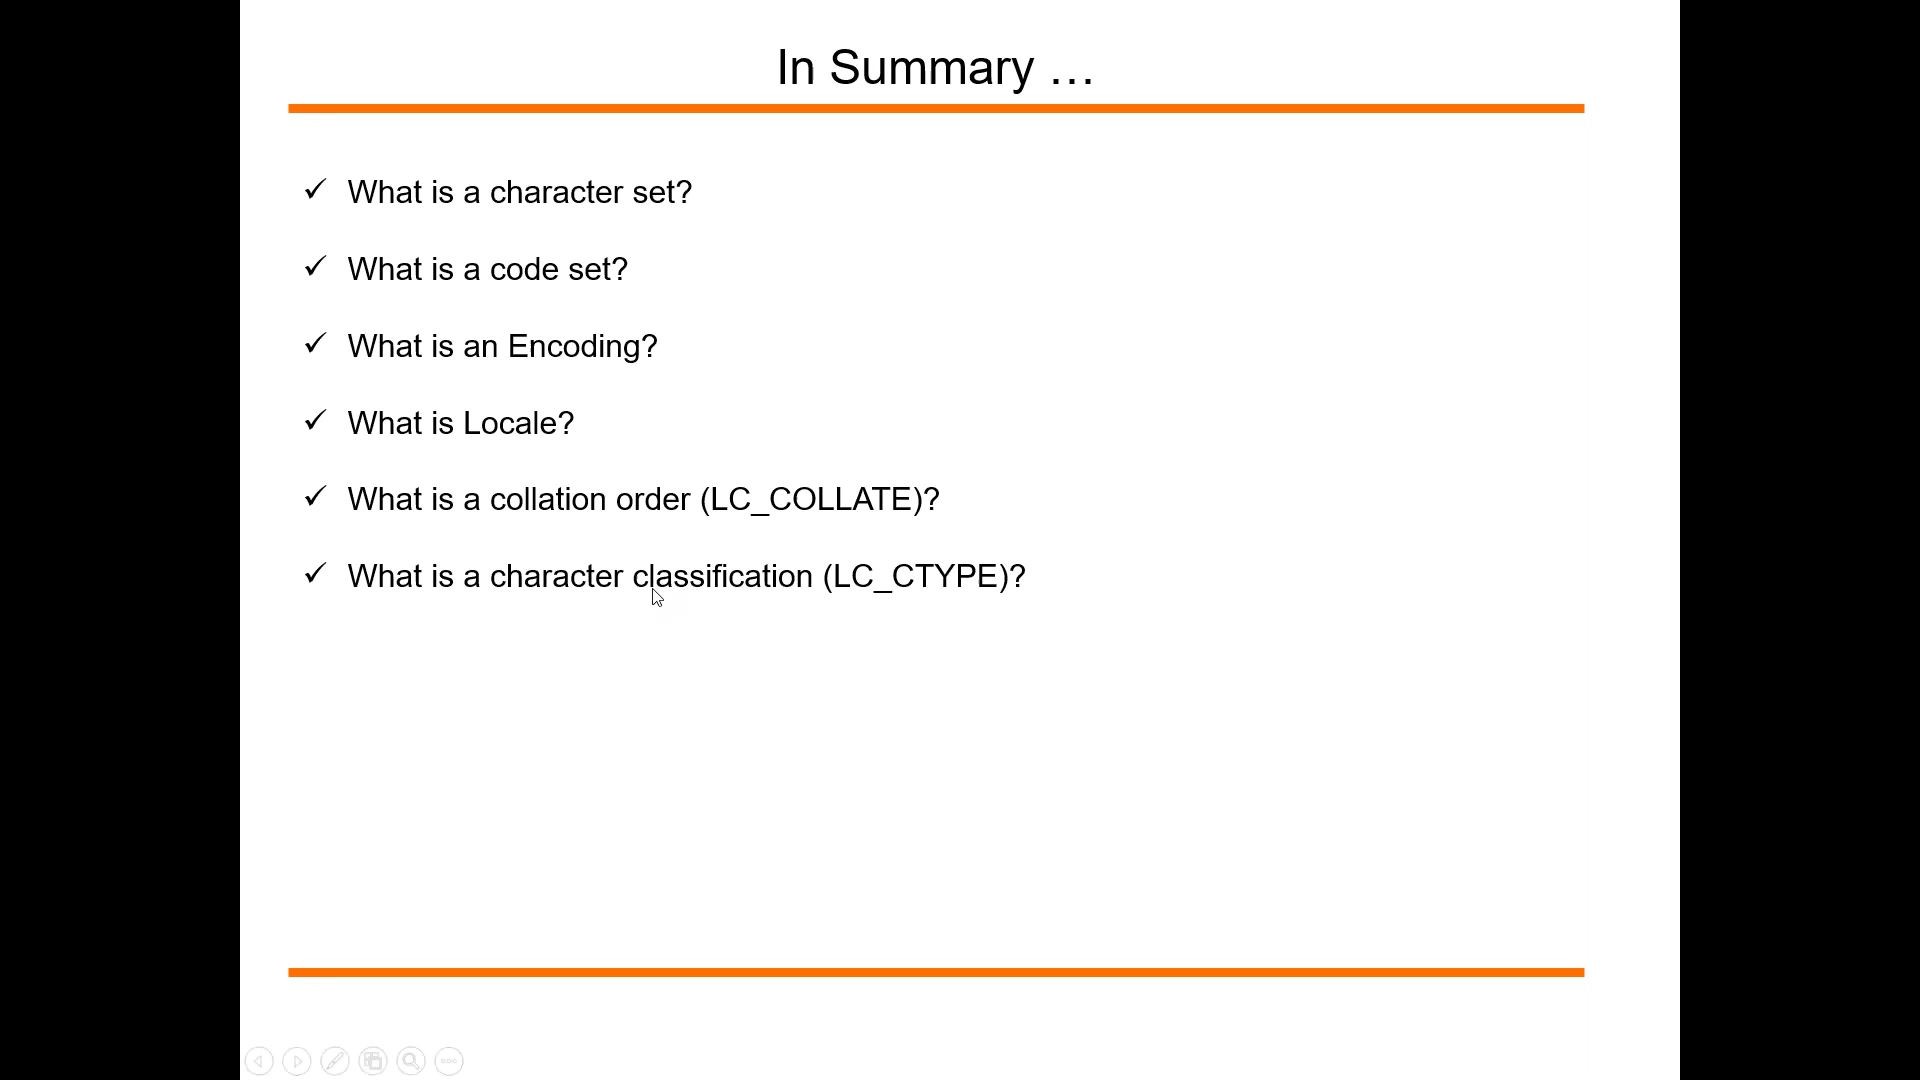 In Summary …
✓ What is a character set?
✓ What is a code set?
✓ What is an Encoding?
✓ What is Locale?
✓ What is a collation order (LC_COLLATE)?
✓ What is a character classification (LC_CTYPE)?